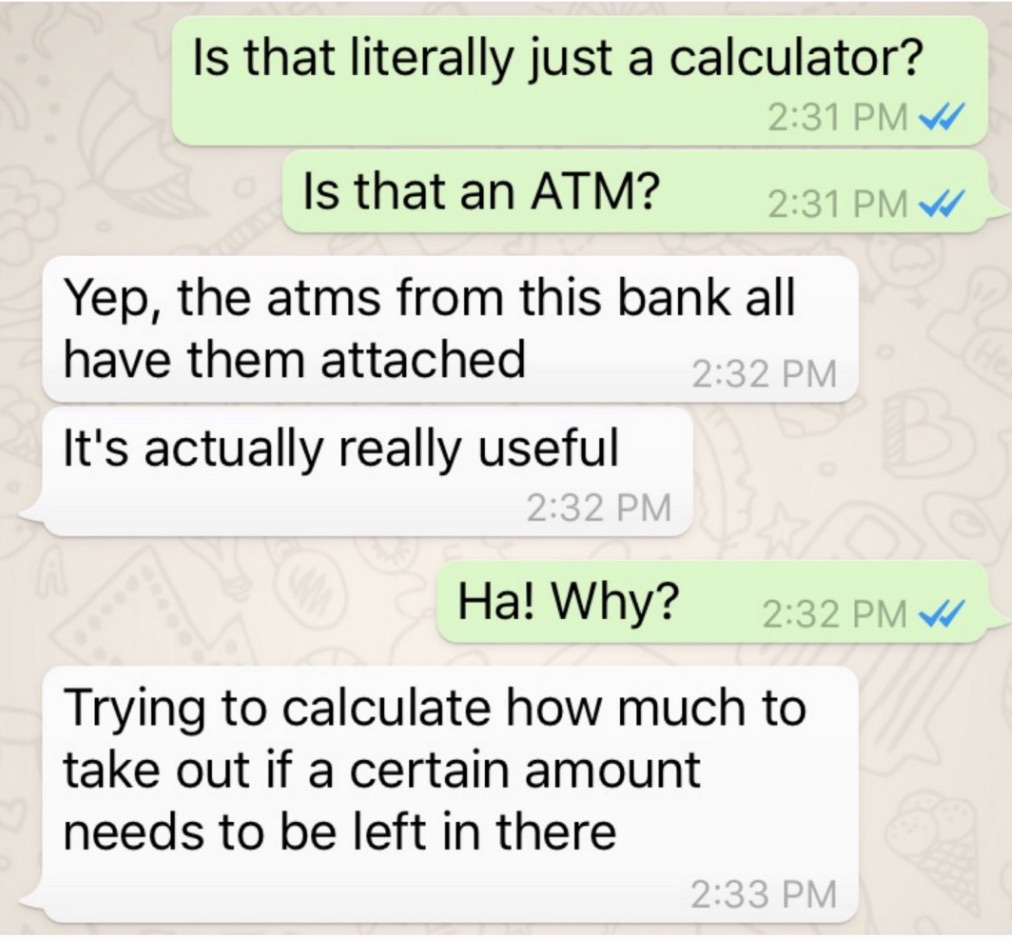 Is that literally just a calculator?
2:31 PM
Is that an ATM? 2:31 PM
Yep, the atms from this bank all
have them attached 2:32 PM
It's actually really useful
2:32 PM
Ha! Why? 2:32 PM
Trying to calculate how much to
take out if a certain amount
needs to be left in there
2:33 PM